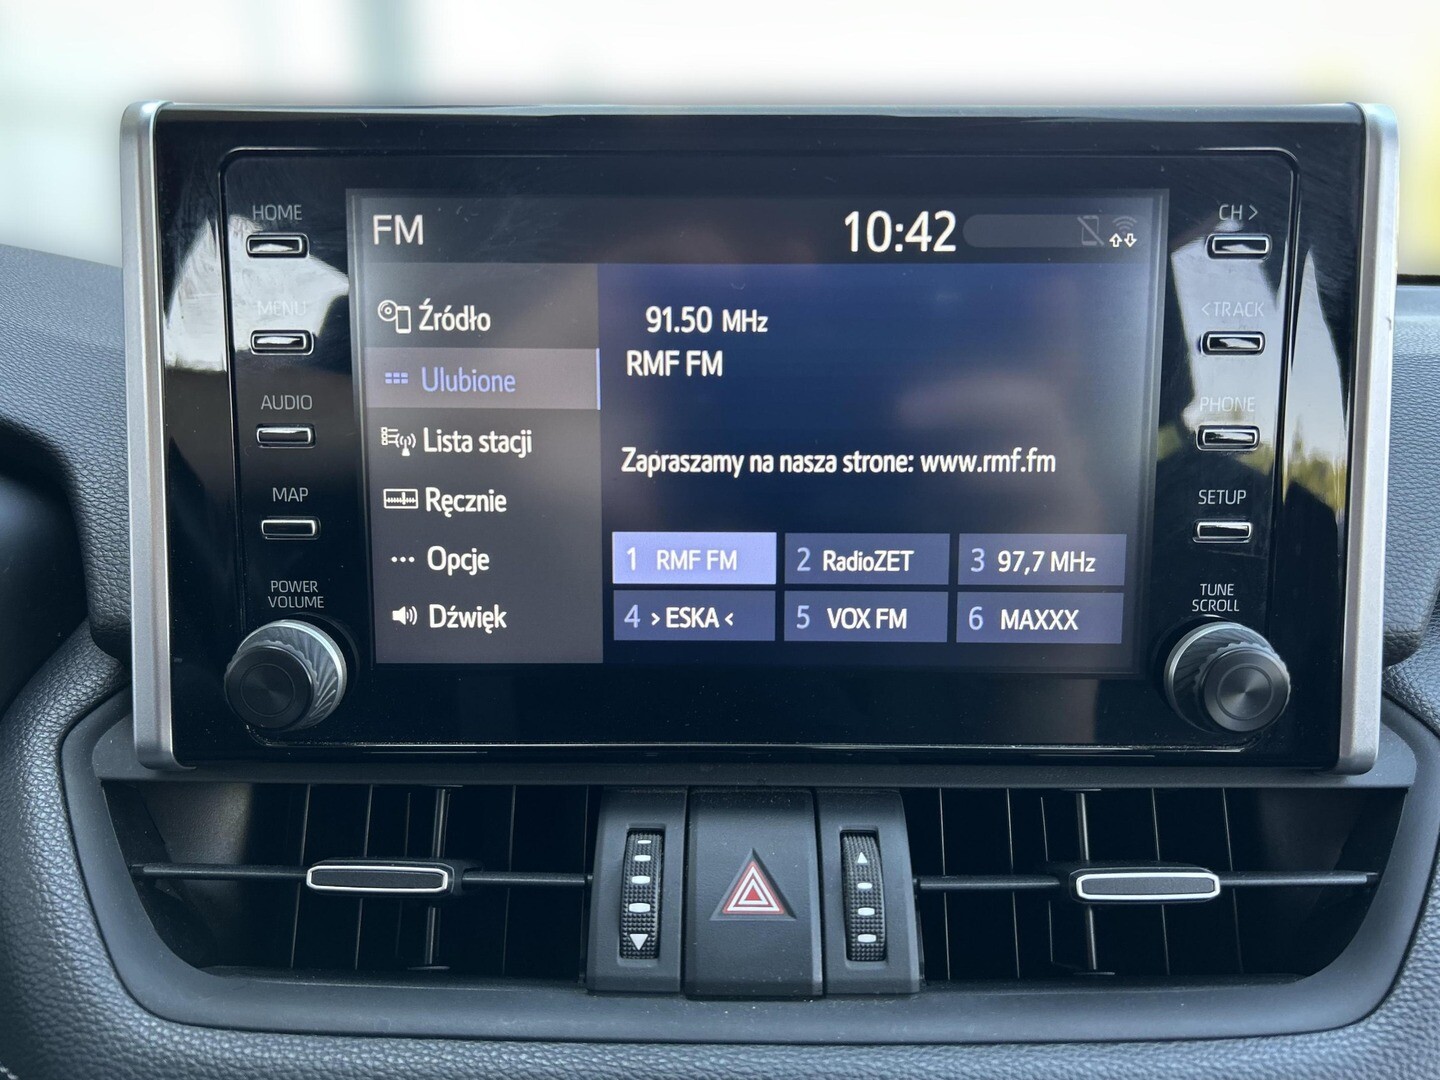 HOME
MENU
AUDIO
MAP
POWER
VOLUME
FM
10:42
Źródło
Ulubione
Lista stacji
Ręcznie
Opcje
Dźwięk
91.50 MHz
RMF FM
Zapraszamy na nasza strone: www.rmf.fm
1 RMF FM
2 RadioZET
3 97,7 MHz
4 > ESKA <
5 VOX FM
6 MAXXX
CH >
< TRACK
PHONE
SETUP
TUNE
SCROLL